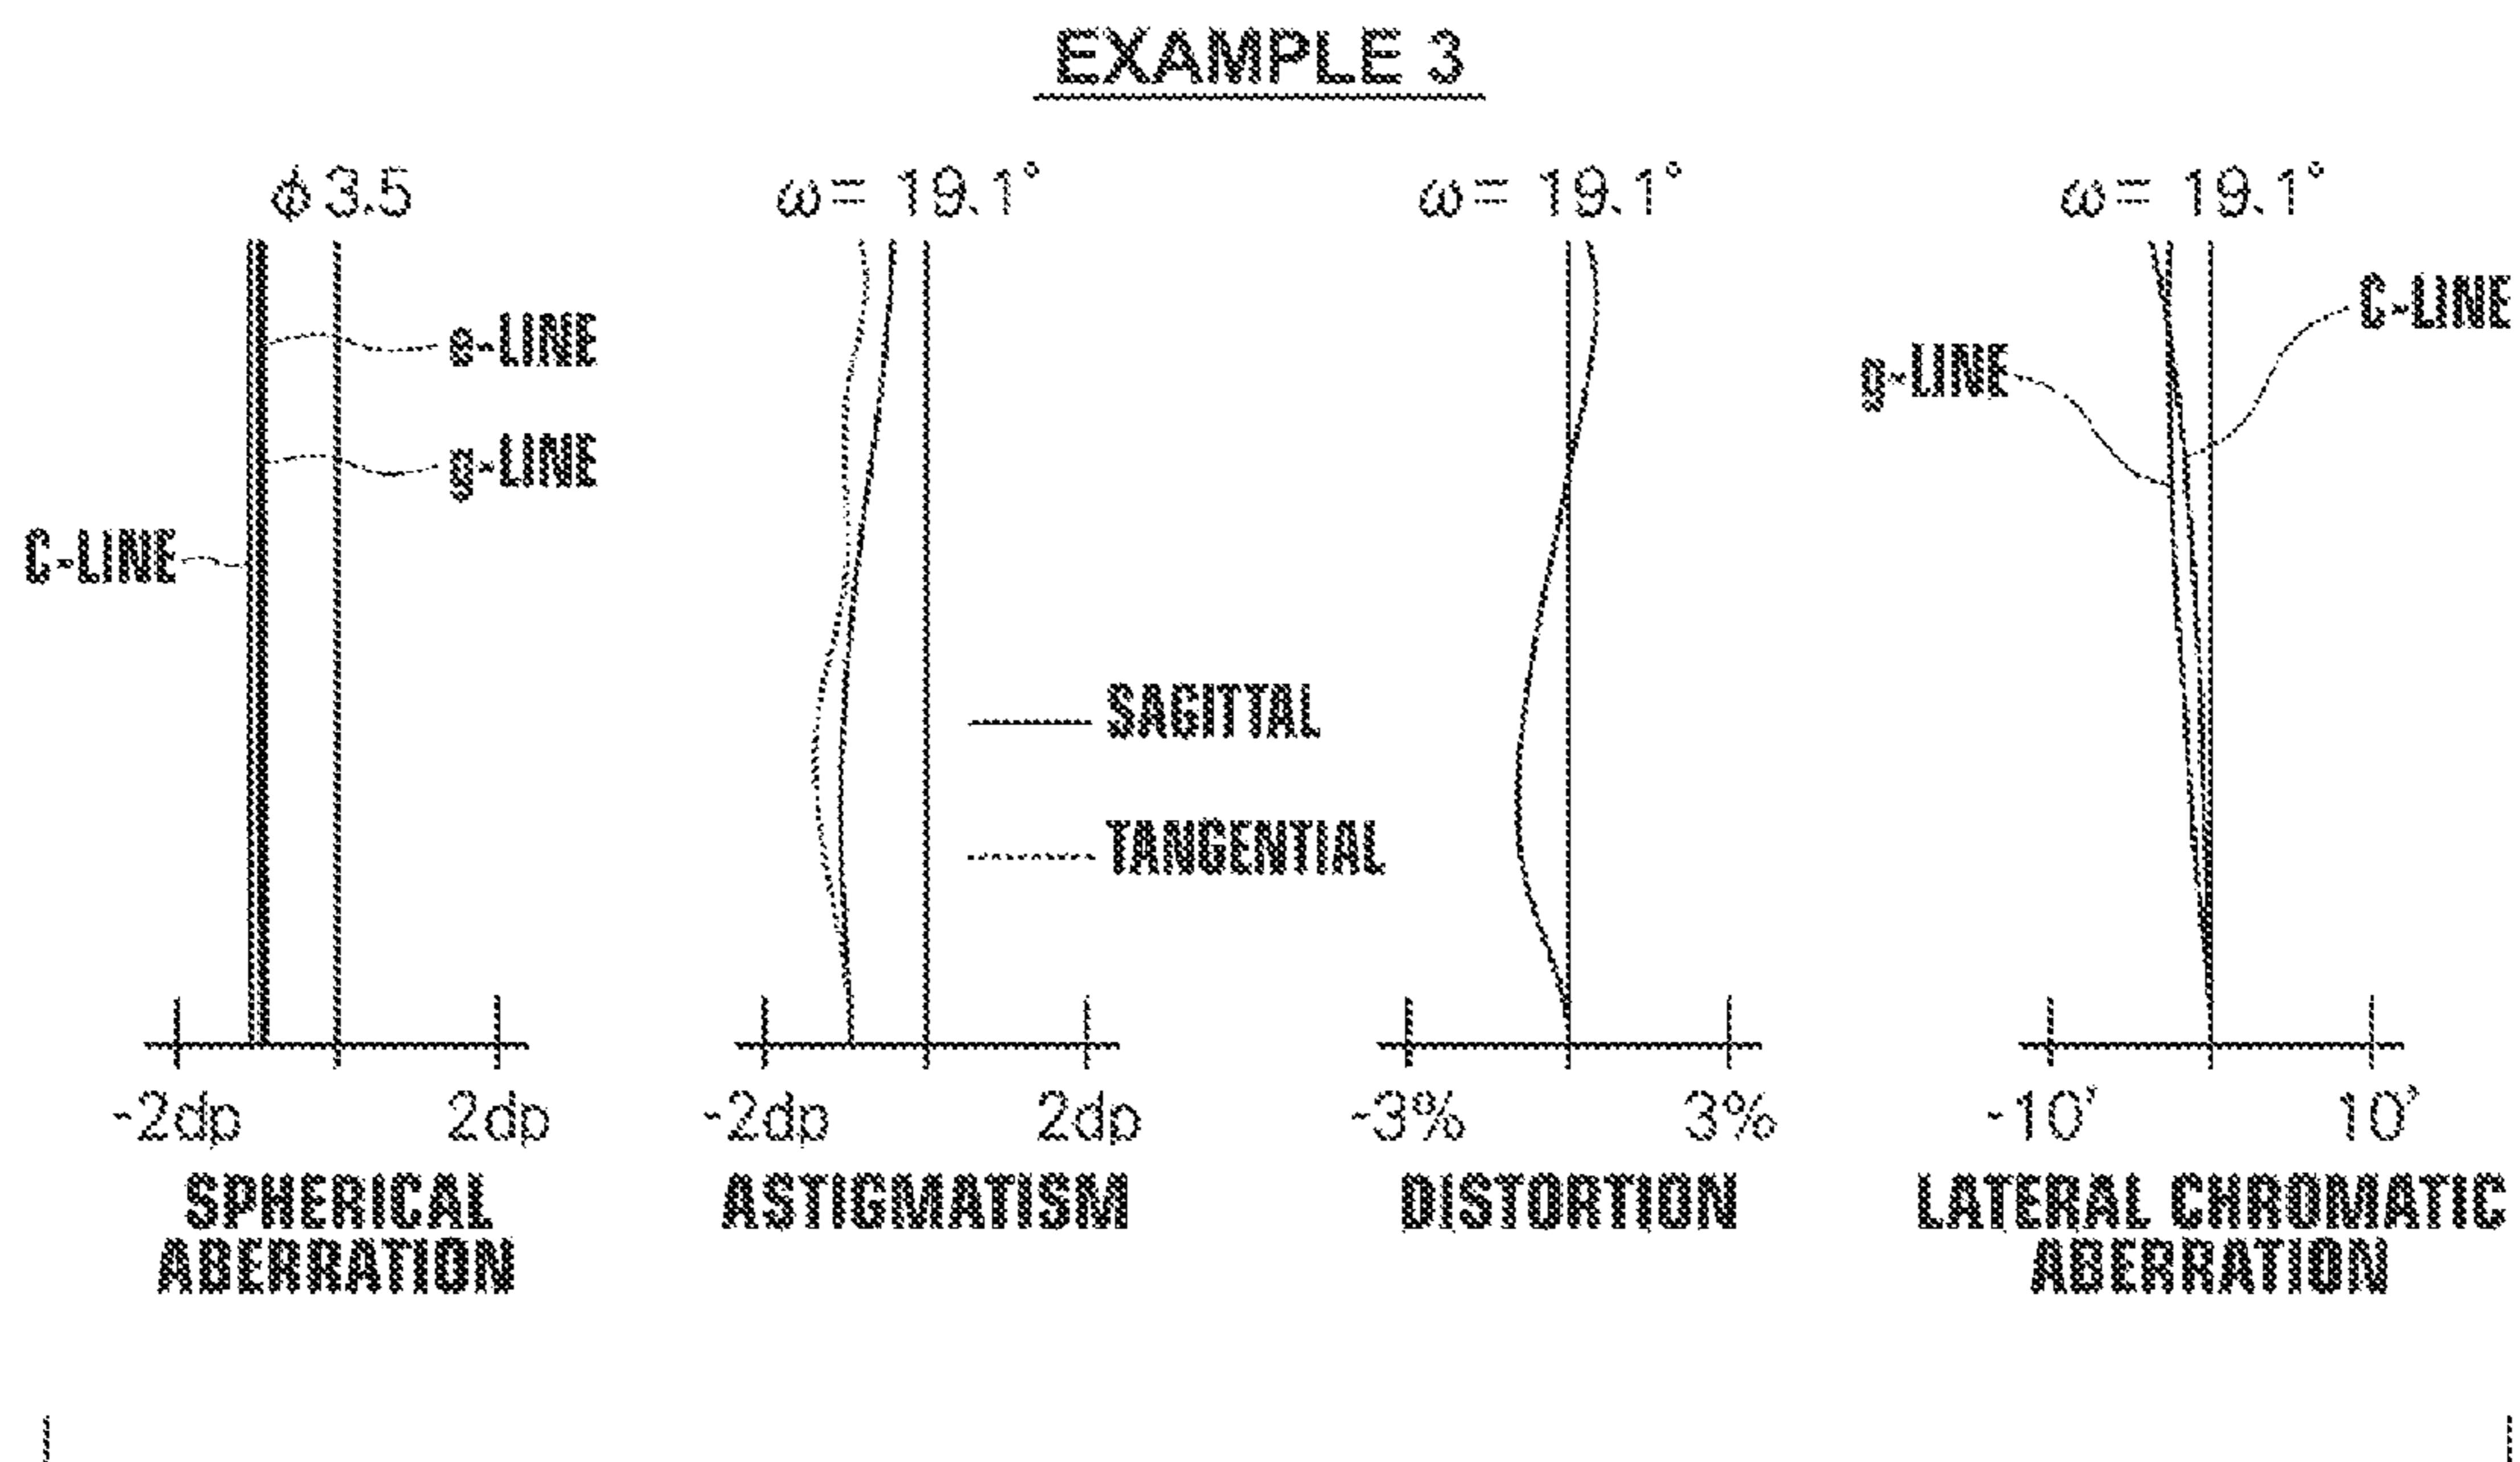 EXAMPLE 3
ϕ 3.5
e-LINE
g-LINE
C-LINE
-2dp 2dp
SPHERICAL
ABERRATION
ω= 19.1°
SAGITTAL
TANGENTIAL
-2dp 2dp
ASTIGMATISM
ω= 19.1°
-3% 3%
DISTORTION
ω= 19.1°
C-LINE
g-LINE
-10' 10'
LATERAL CHROMATIC
ABERRATION